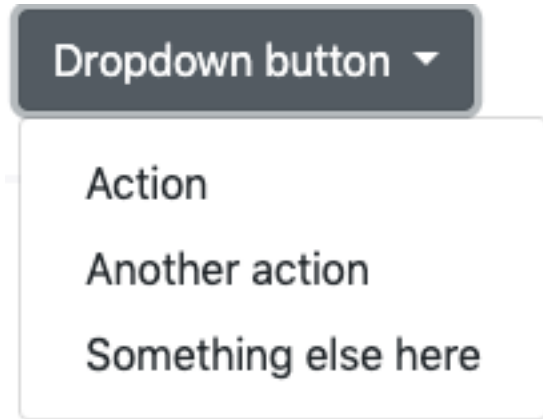 Dropdown button
Action
Another action
Something else here